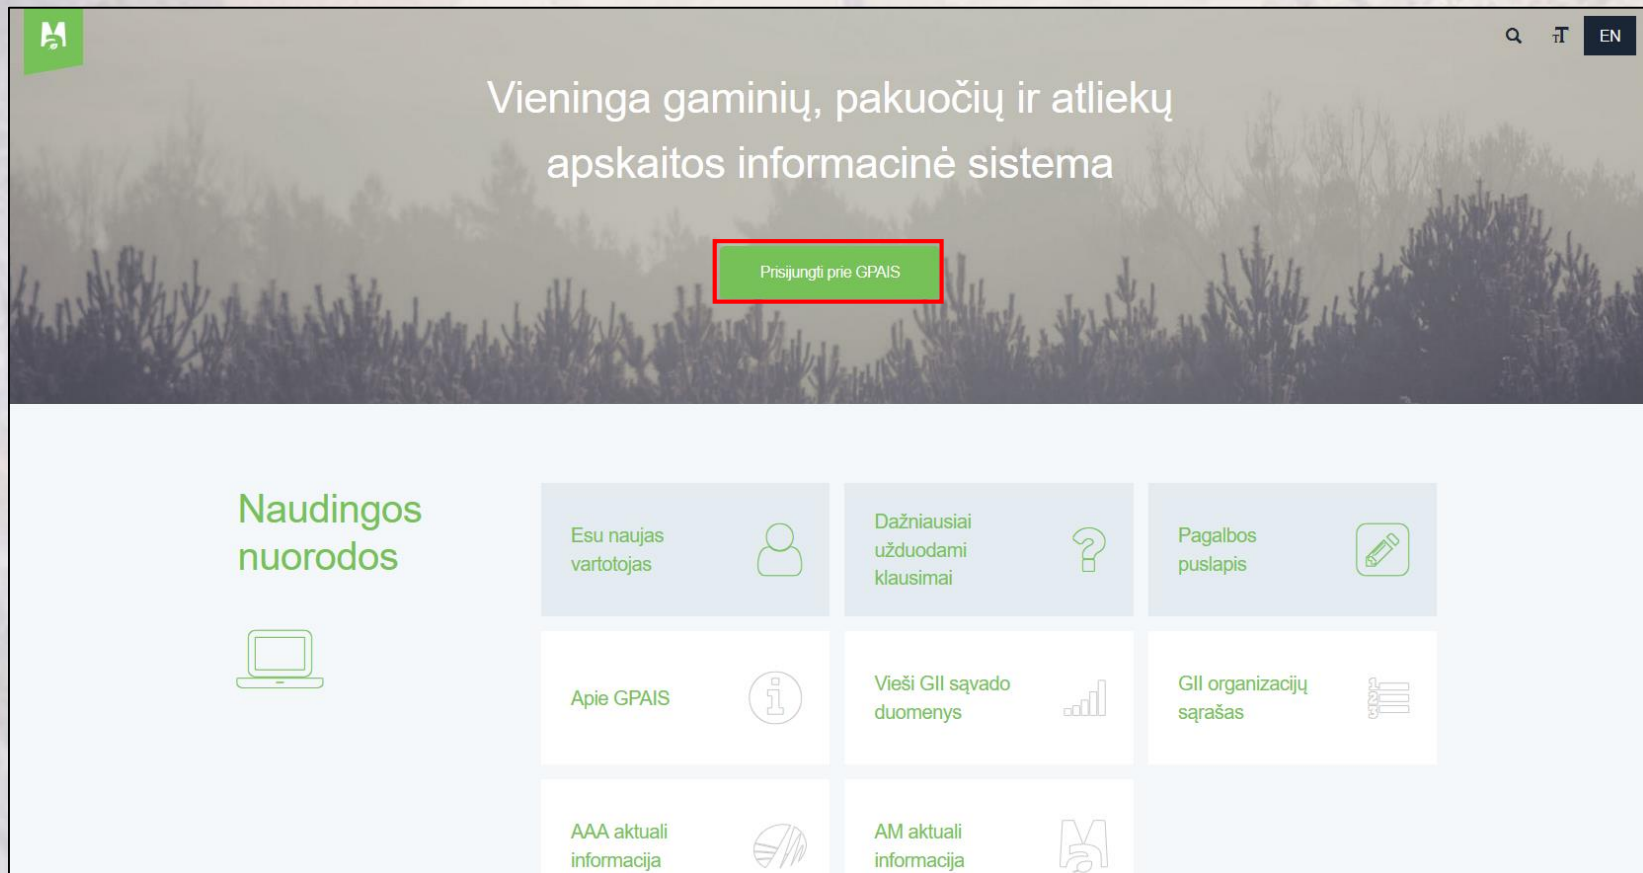 EN
Vieninga gaminių, pakuočių ir atliekų
apskaitos informacinė sistema
Prisijungti prie GPAIS
Naudingos
nuorodos
Esu naujas
vartotojas
Dažniausiai
užduodami
klausimai
Pagalbos
puslapis
Apie GPAIS
Vieši GII sąvado
duomenys
GII organizacijų
sąrašas
AAA aktuali
informacija
AM aktuali
informacija